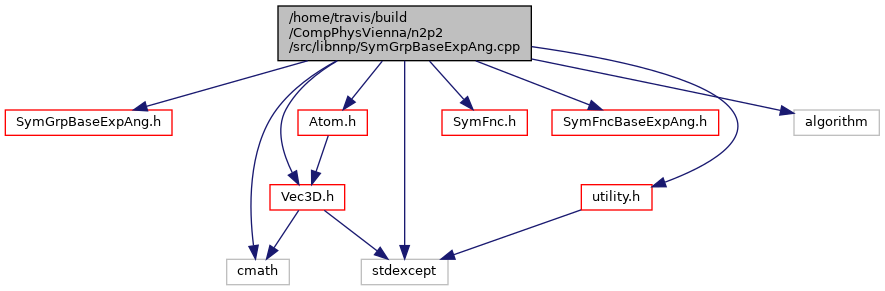 /home/travis/build
/CompPhysVienna/n2p2
/src/libnnp/SymGrpBaseExpAng.cpp
SymGrpBaseExpAng.h
Atom.h
SymFnc.h
SymFncBaseExpAng.h
algorithm
Vec3D.h
utility.h
cmath
stdexcept